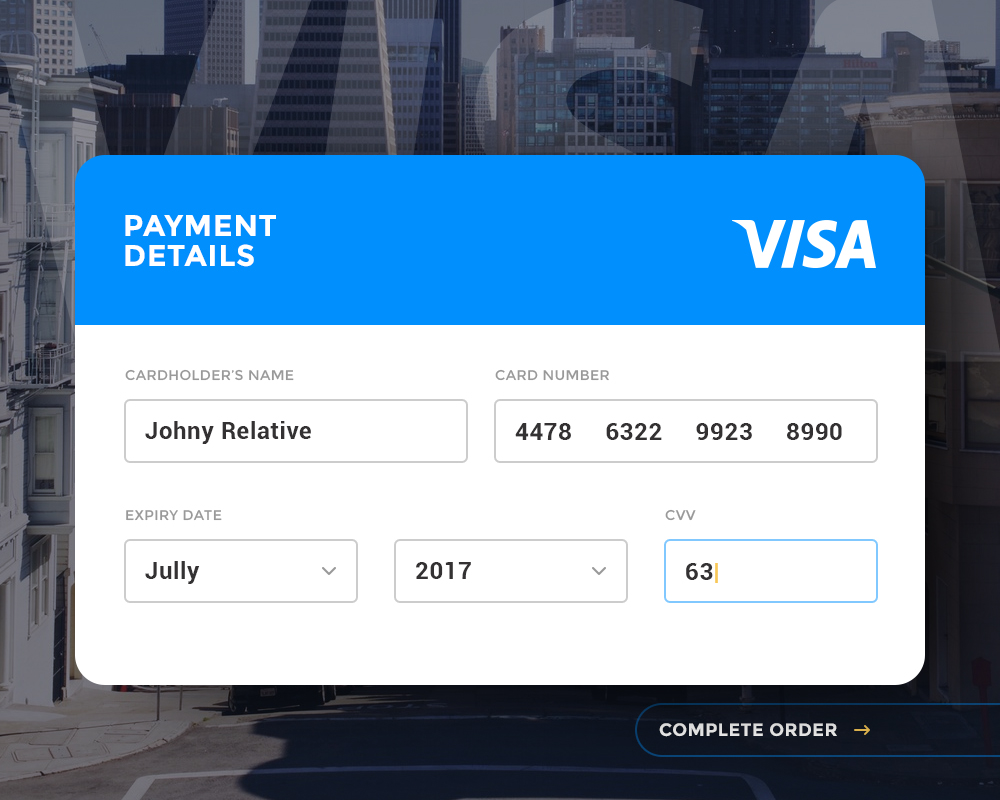 PAYMENT
DETAILS
VISA
CARDHOLDER'S NAME
CARD NUMBER
Johny Relative
4478 6322 9923 8990
EXPIRY DATE
CVV
Jully
2017
63
COMPLETE ORDER →